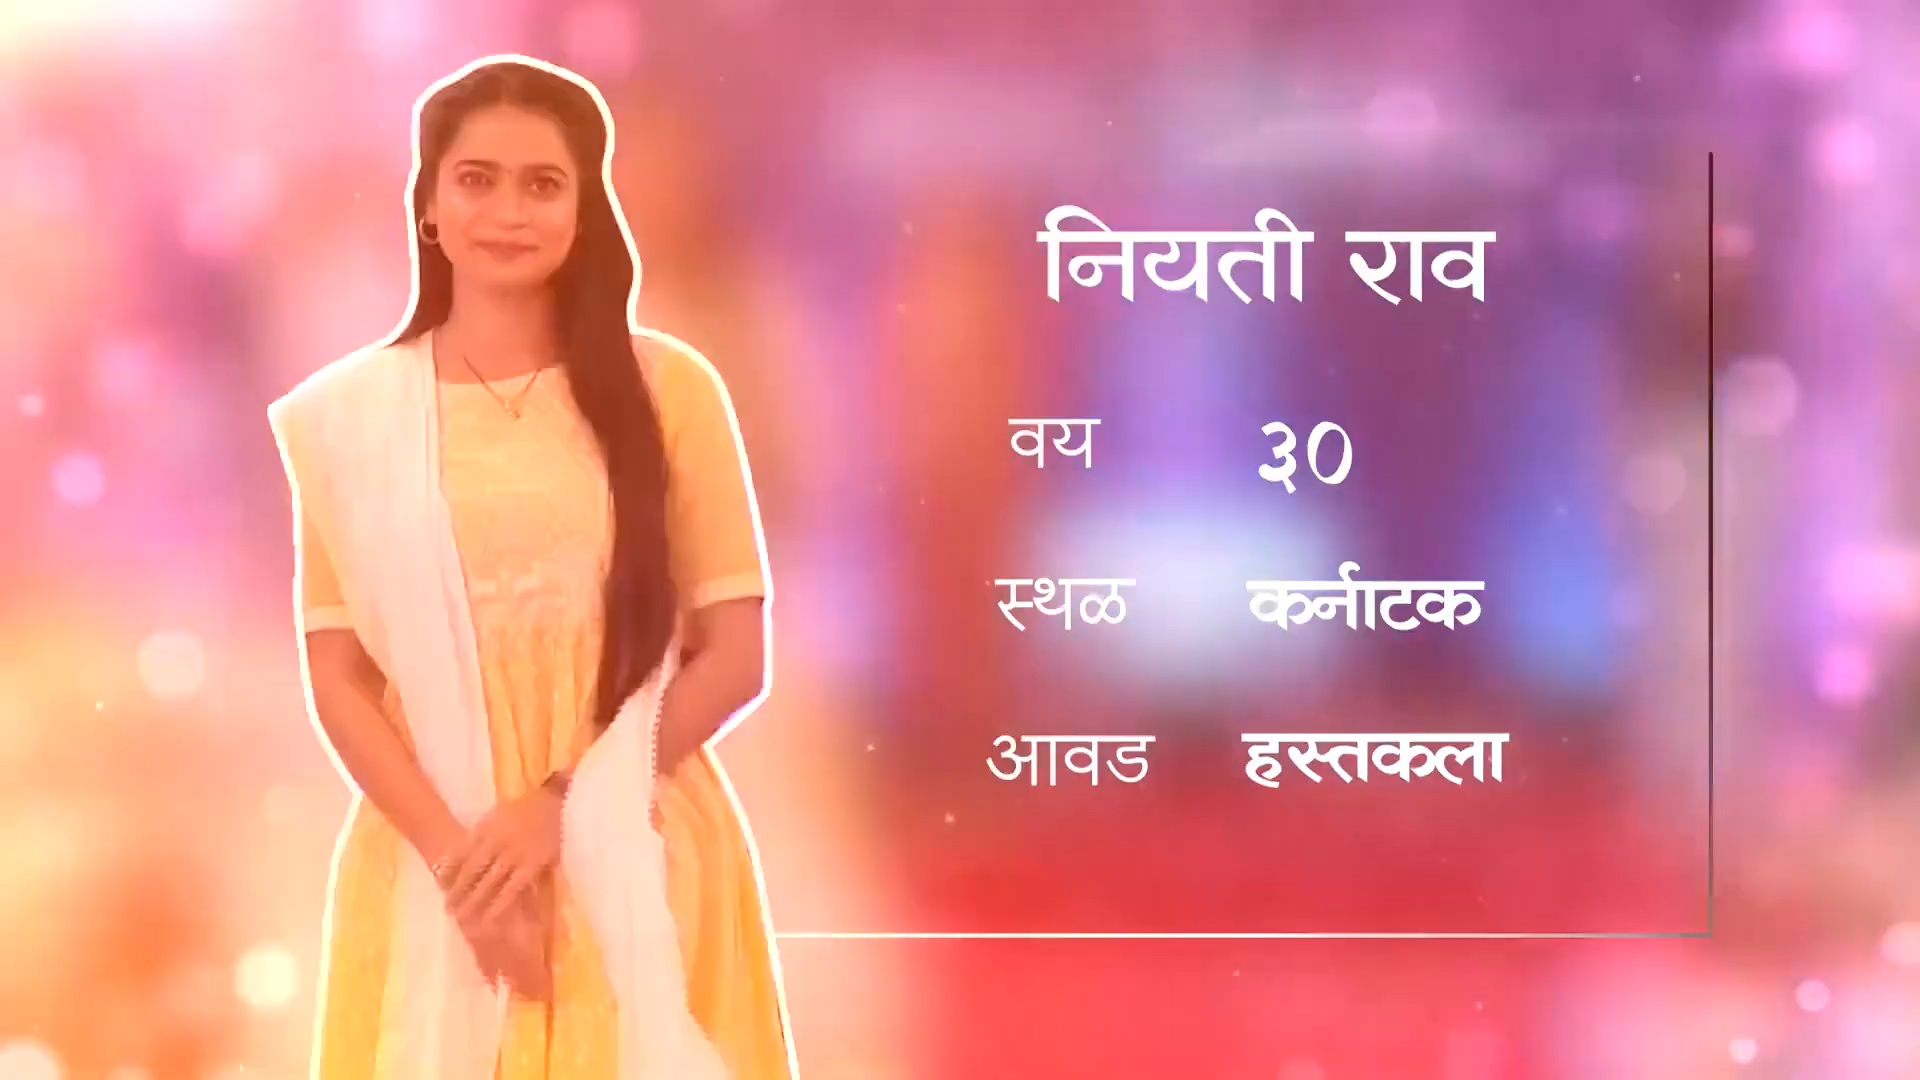 नियती राव
वय ३०
स्थळ कर्नाटक
आवड हस्तकला